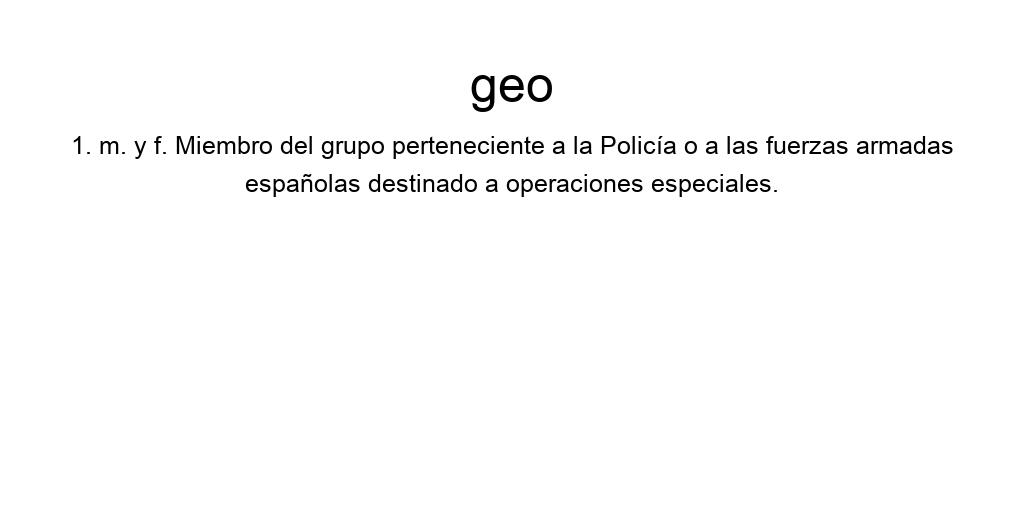 geo
1. m. y f. Miembro del grupo perteneciente a la Policía o a las fuerzas armadas
españolas destinado a operaciones especiales.